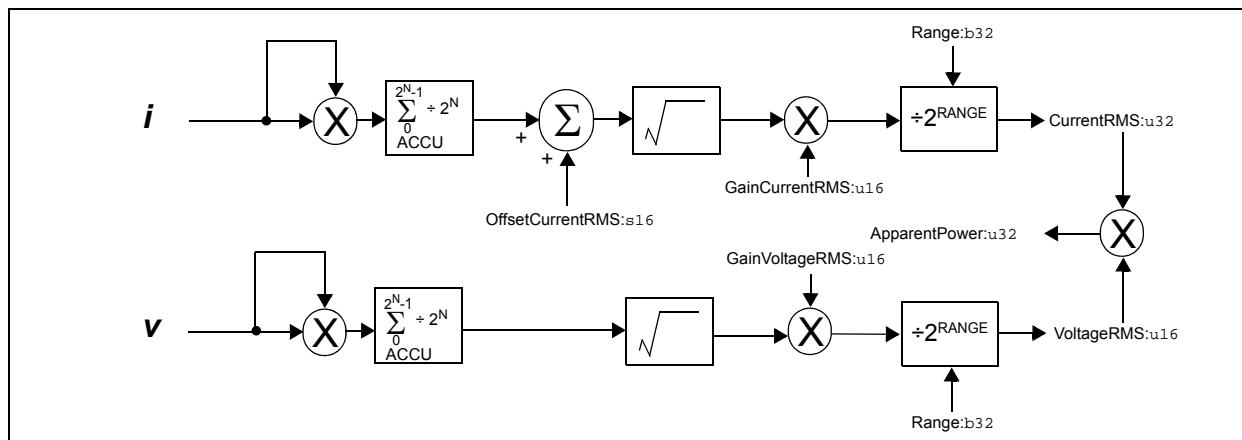 Range:b32
i
X
2^N-1
Σ ÷ 2^N
0
ACCU
Σ
+
+
√
X
÷2^RANGE
CurrentRMS:u32
GainCurrentRMS:u16
OffsetCurrentRMS:s16
ApparentPower:u32
X
GainVoltageRMS:u16
v
X
2^N-1
Σ ÷ 2^N
0
ACCU
√
X
÷2^RANGE
VoltageRMS:u16
Range:b32